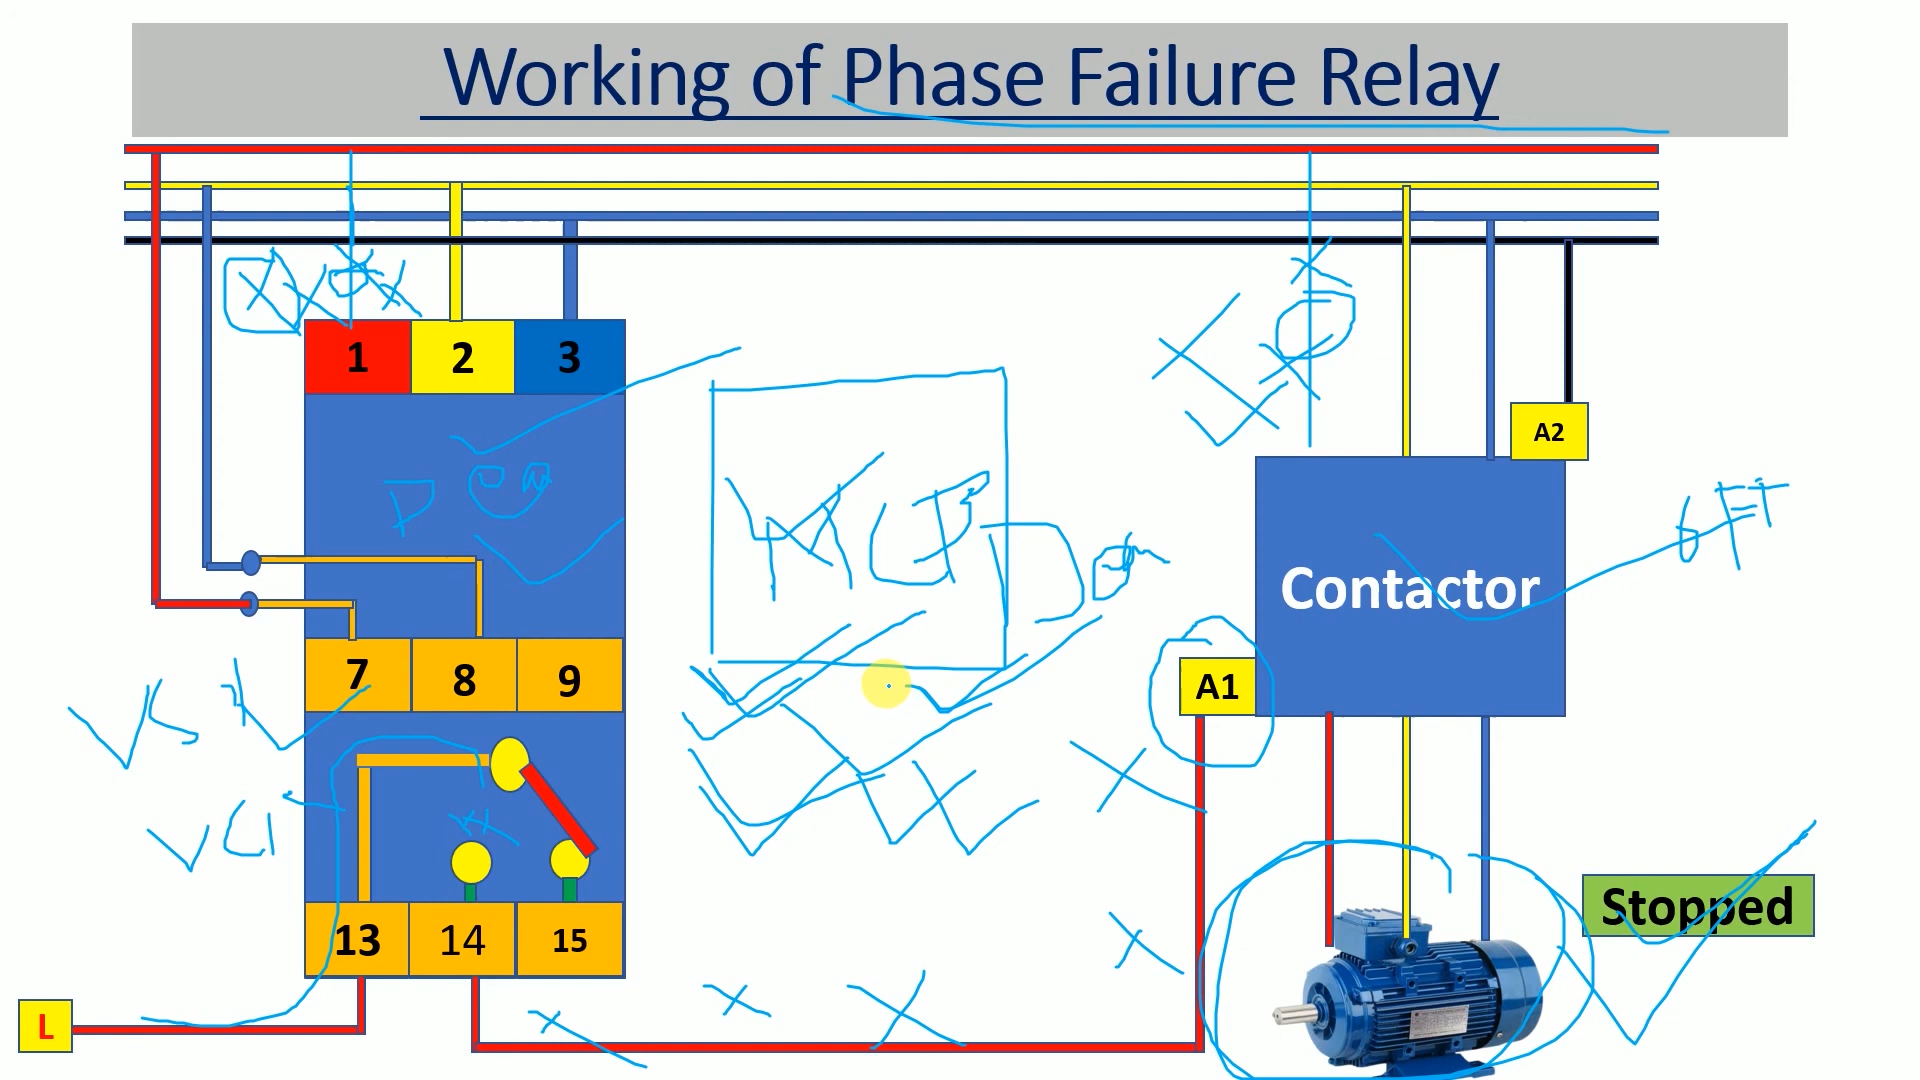 Working of Phase Failure Relay
1 2 3
A2
Contactor
7 8 9
A1
Stopped
13 14 15
L